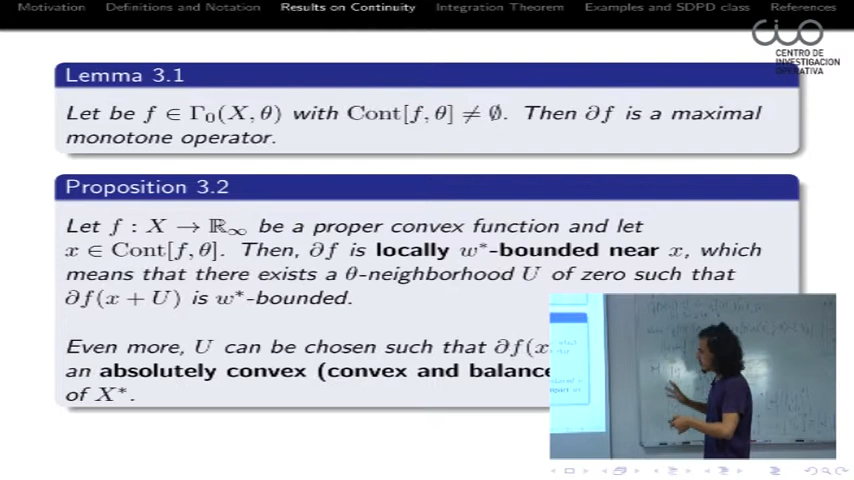 Motivation Definitions and Notation Results on Continuity Integration Theorem Examples and SDPD class References
CIO
CENTRO DE
INVESTIGACION
OPERATIVA
Lemma 3.1
Let be f ∈ Γ₀(X, θ) with Cont[f, θ] ≠ ∅. Then ∂f is a maximal
monotone operator.
Proposition 3.2
Let f : X → ℝ∞ be a proper convex function and let
x ∈ Cont[f, θ]. Then, ∂f is locally w*-bounded near x, which
means that there exists a θ-neighborhood U of zero such that
∂f(x + U) is w*-bounded.
Even more, U can be chosen such that ∂f(x
an absolutely convex (convex and balance
of X*.